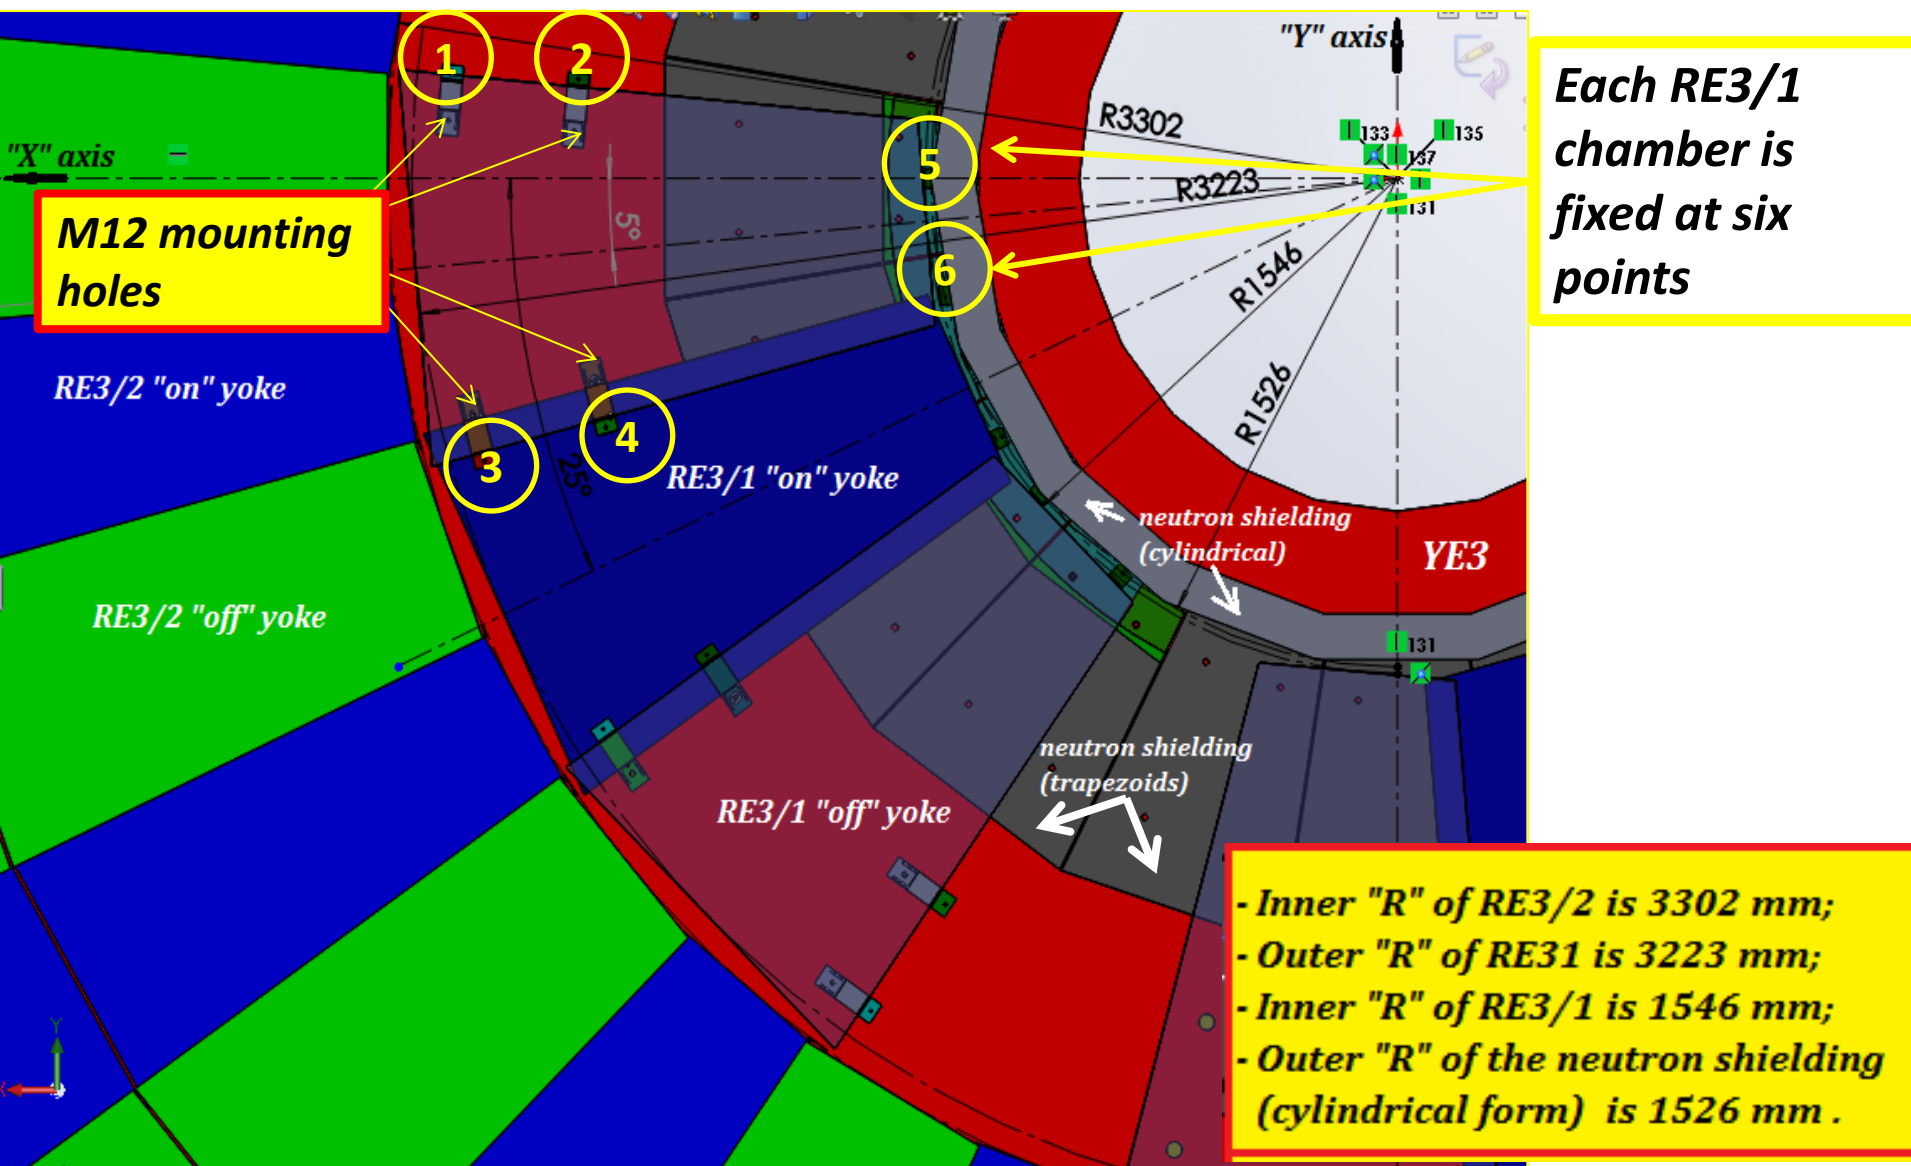 1
2
"Y" axis
Each RE3/1
chamber is
fixed at six
points
R3302
133
135
137
"X" axis
5
R3223
131
M12 mounting
holes
5°
6
R1546
RE3/2 "on" yoke
R1526
4
3
25°
RE3/1 "on" yoke
neutron shielding
(cylindrical)
YE3
RE3/2 "off" yoke
131
neutron shielding
(trapezoids)
RE3/1 "off" yoke
- Inner "R" of RE3/2 is 3302 mm;
- Outer "R" of RE31 is 3223 mm;
- Inner "R" of RE3/1 is 1546 mm;
- Outer "R" of the neutron shielding
(cylindrical form) is 1526 mm .
Y
X